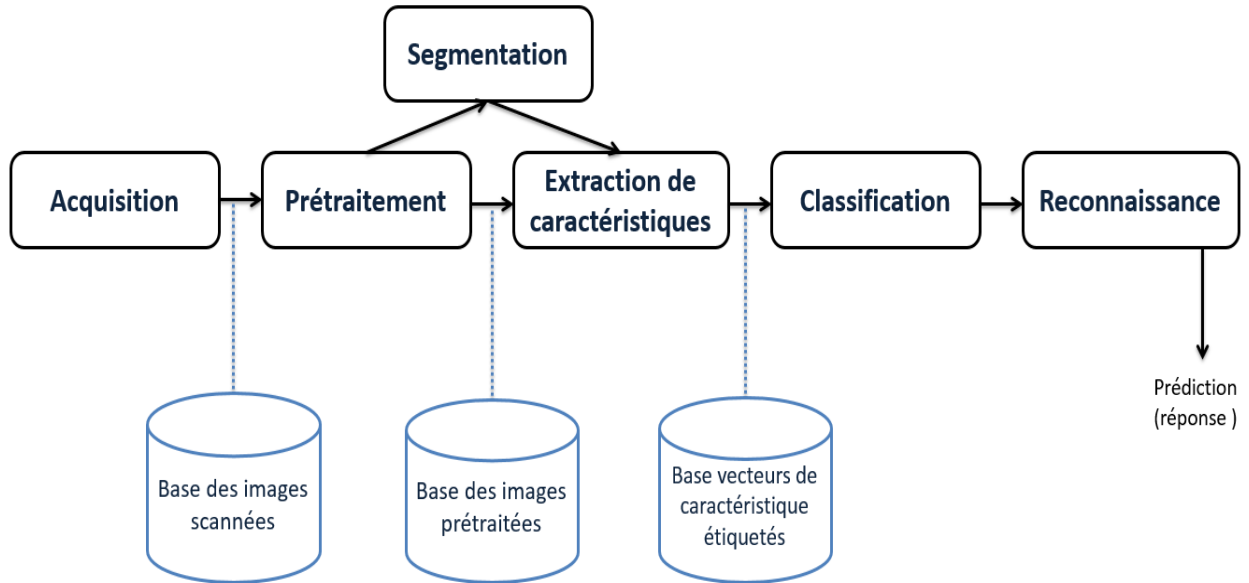 Segmentation
Acquisition
Prétraitement
Extraction de
caractéristiques
Classification
Reconnaissance
Prédiction
(réponse )
Base des images
scannées
Base des images
prétraitées
Base vecteurs de
caractéristique
étiquetés